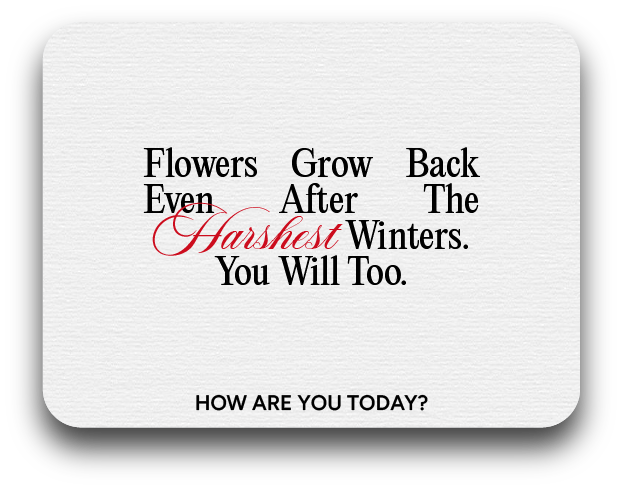 Flowers Grow Back
Even After The
Harshest Winters.
You Will Too.
HOW ARE YOU TODAY?